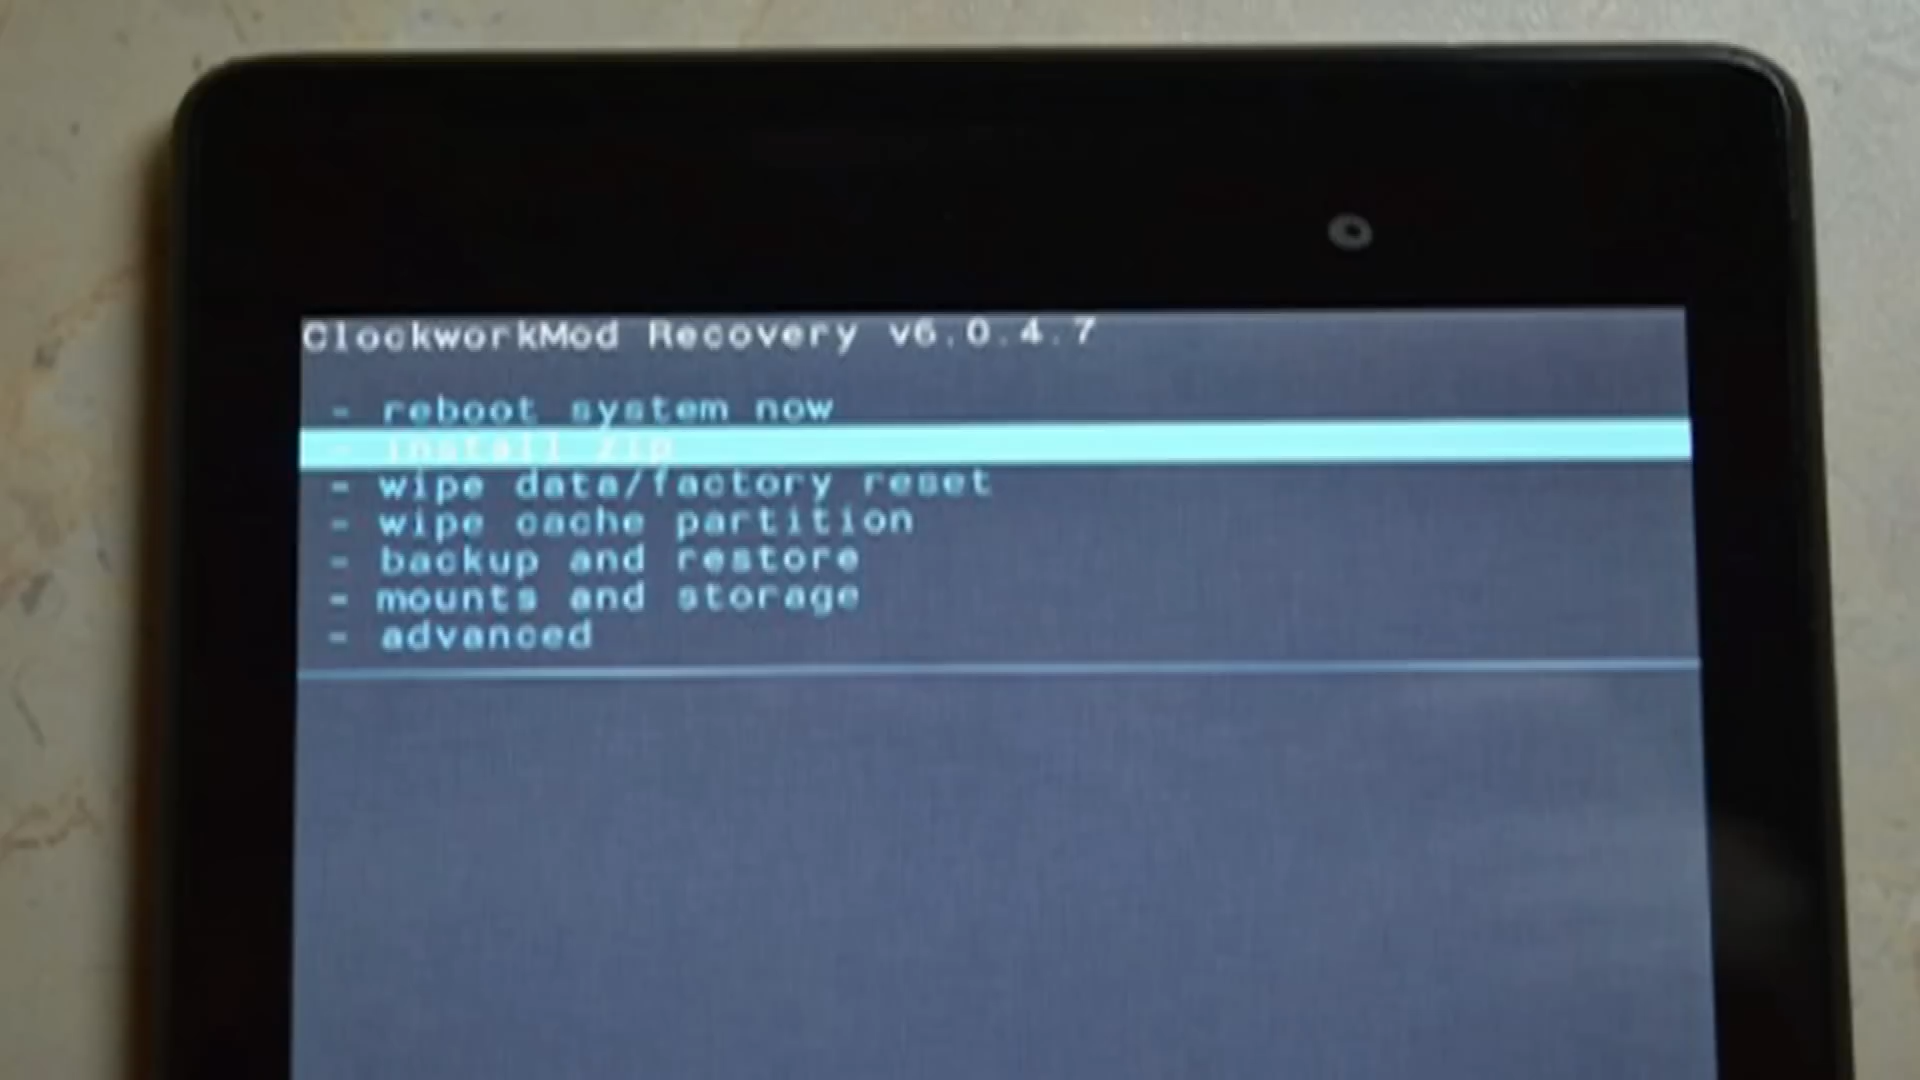 ClockworkMod Recovery v6.0.4.7
- reboot system now
- install zip
- wipe data/factory reset
- wipe cache partition
- backup and restore
- mounts and storage
- advanced